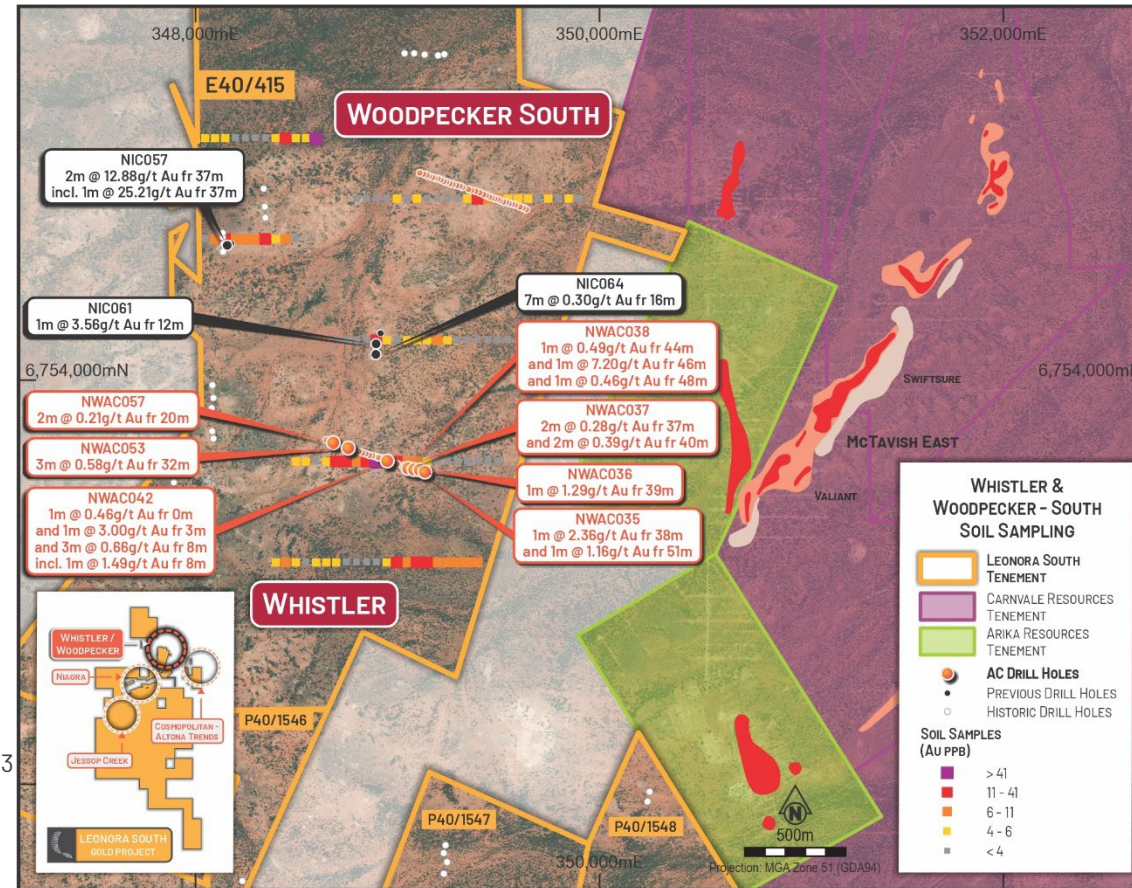 348,000mE
350,000mE
352,000mE
E40/415
WOODPECKER SOUTH
NIC057
2m @ 12.88g/t Au fr 37m
incl. 1m @ 25.21g/t Au fr 37m
NIC061
1m @ 3.56g/t Au fr 12m
NIC064
7m @ 0.30g/t Au fr 16m
6,754,000mN
6,754,000mN
NWAC038
1m @ 0.49g/t Au fr 44m
and 1m @ 7.20g/t Au fr 46m
and 1m @ 0.46g/t Au fr 48m
NWAC057
2m @ 0.21g/t Au fr 20m
NWAC037
2m @ 0.28g/t Au fr 37m
and 2m @ 0.39g/t Au fr 40m
NWAC053
3m @ 0.58g/t Au fr 32m
NWAC036
1m @ 1.29g/t Au fr 39m
NWAC042
1m @ 0.46g/t Au fr 0m
and 1m @ 3.00g/t Au fr 3m
and 3m @ 0.66g/t Au fr 8m
incl. 1m @ 1.49g/t Au fr 8m
NWAC035
1m @ 2.36g/t Au fr 38m
and 1m @ 1.16g/t Au fr 51m
SWIFTSURE
MCTAVISH EAST
VALIANT
WHISTLER
WHISTLER &
WOODPECKER - SOUTH
SOIL SAMPLING
LEONORA SOUTH
TENEMENT
CARNVALE RESOURCES
TENEMENT
ARIKA RESOURCES
TENEMENT
AC DRILL HOLES
PREVIOUS DRILL HOLES
HISTORIC DRILL HOLES
SOIL SAMPLES
(AU PPB)
> 41
11 - 41
6 - 11
4 - 6
< 4
WHISTLER /
WOODPECKER
NIAGRA
COSMOPOLITAN -
ALTONA TRENDS
JESSOP CREEK
LEONORA SOUTH
GOLD PROJECT
3
P40/1546
P40/1547
P40/1548
N
500m
350,000mE
Projection: MGA Zone 51 (GDA94)